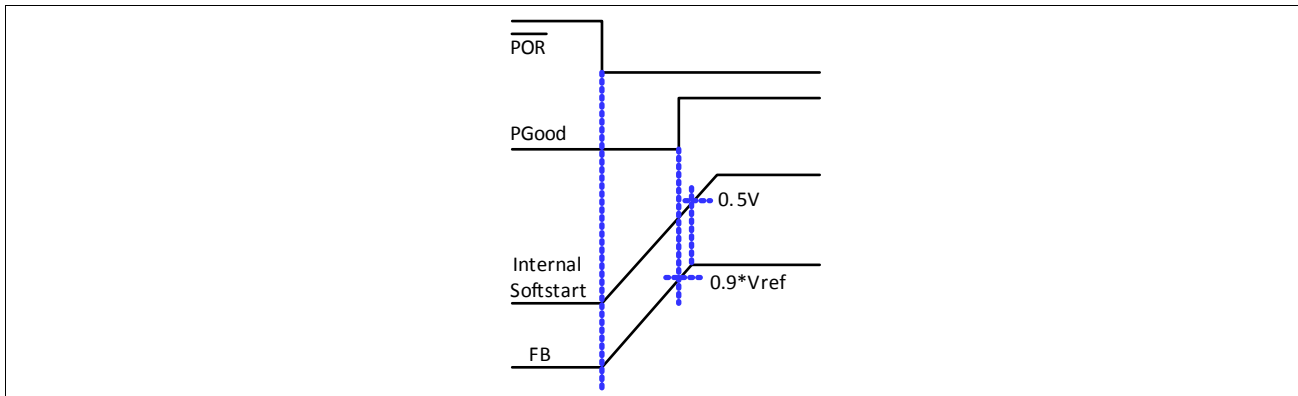 POR
PGood
0.5V
Internal
Softstart
0.9*Vref
FB